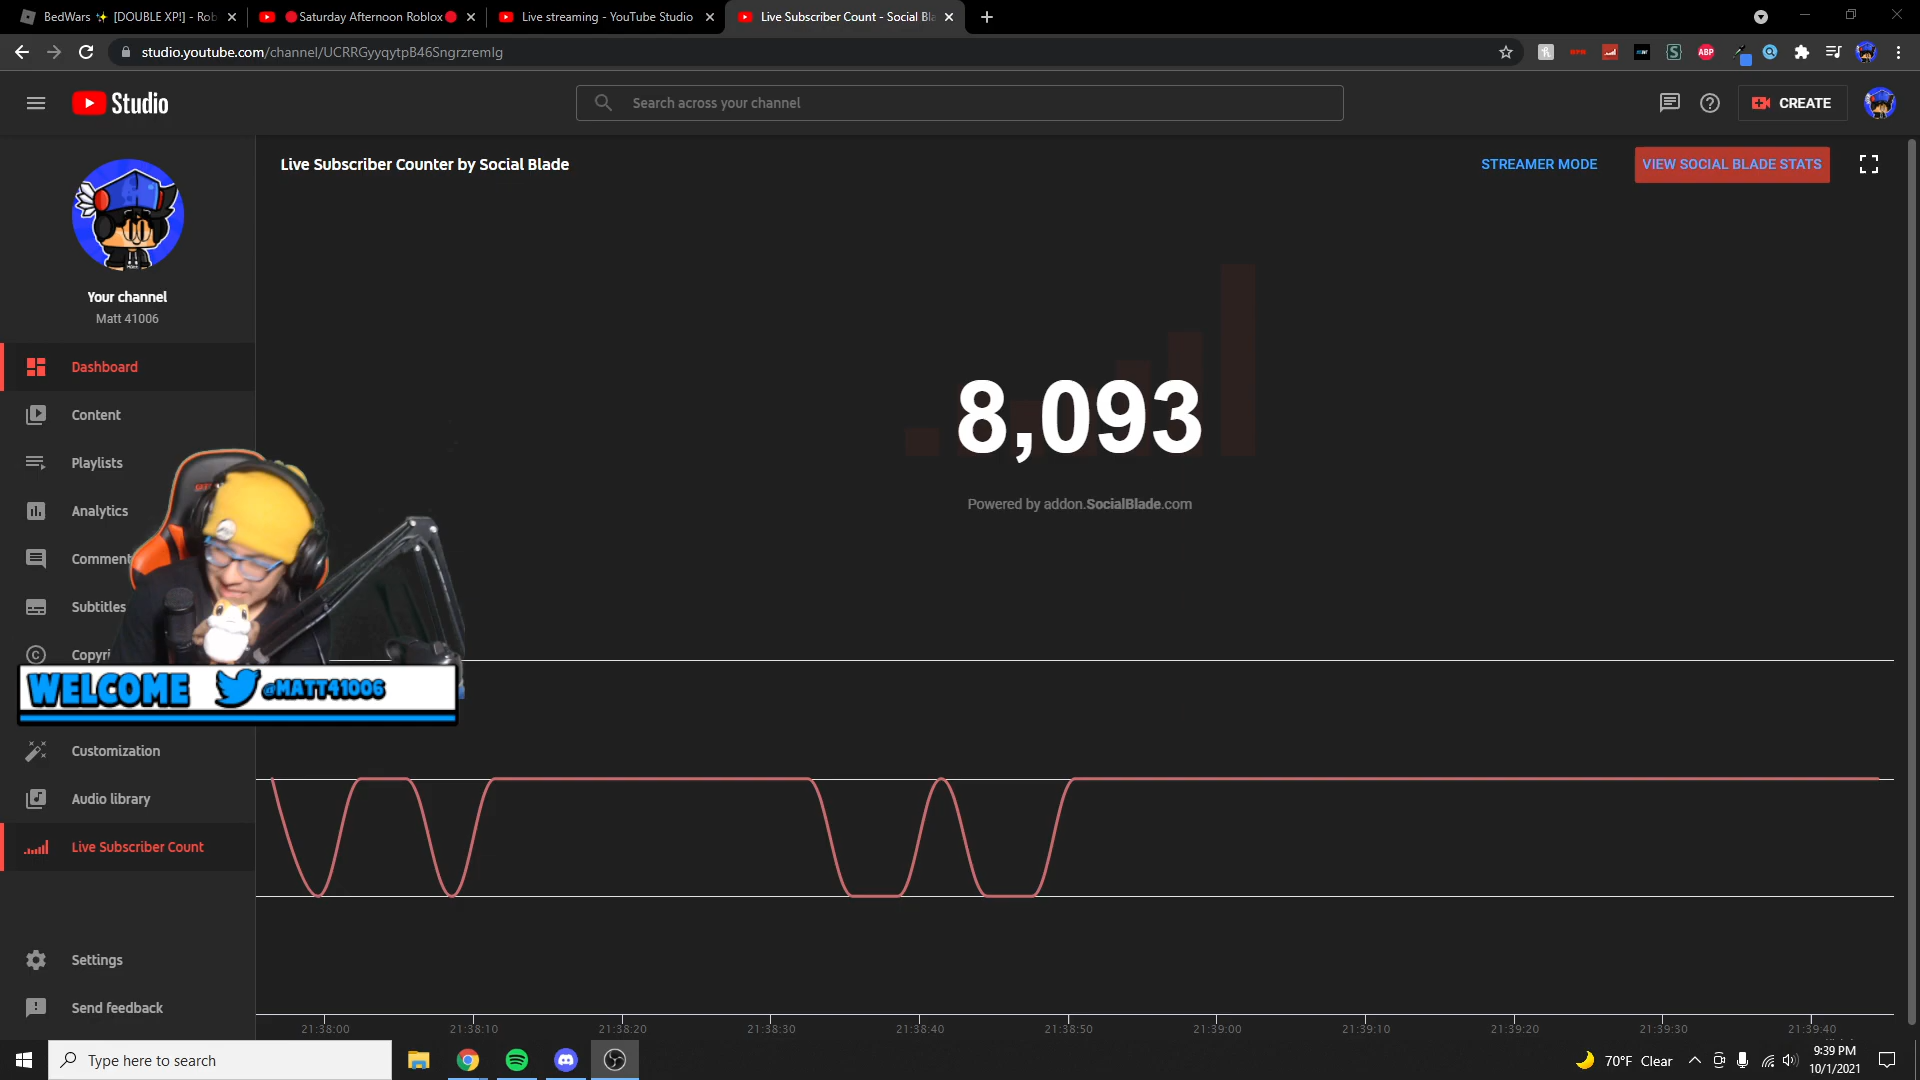 BedWars ✨ [DOUBLE XP!] - Rob
🔴Saturday Afternoon Roblox🔴
Live streaming - YouTube Studio
Live Subscriber Count - Social Bla
studio.youtube.com/channel/UCRRGyyqytpB46Sngrzremlg
Studio
Search across your channel
CREATE
Live Subscriber Counter by Social Blade
STREAMER MODE
VIEW SOCIAL BLADE STATS
Your channel
Matt 41006
Dashboard
Content
Playlists
Analytics
Comment
Subtitles
Copyri
WELCOME @MATT41006
Customization
Audio library
Live Subscriber Count
Settings
Send feedback
8,093
Powered by addon.SocialBlade.com
21:38:00 21:38:10 21:38:20 21:38:30 21:38:40 21:38:50 21:39:00 21:39:10 21:39:20 21:39:30 21:39:40
Type here to search
70°F Clear
9:39 PM
10/1/2021